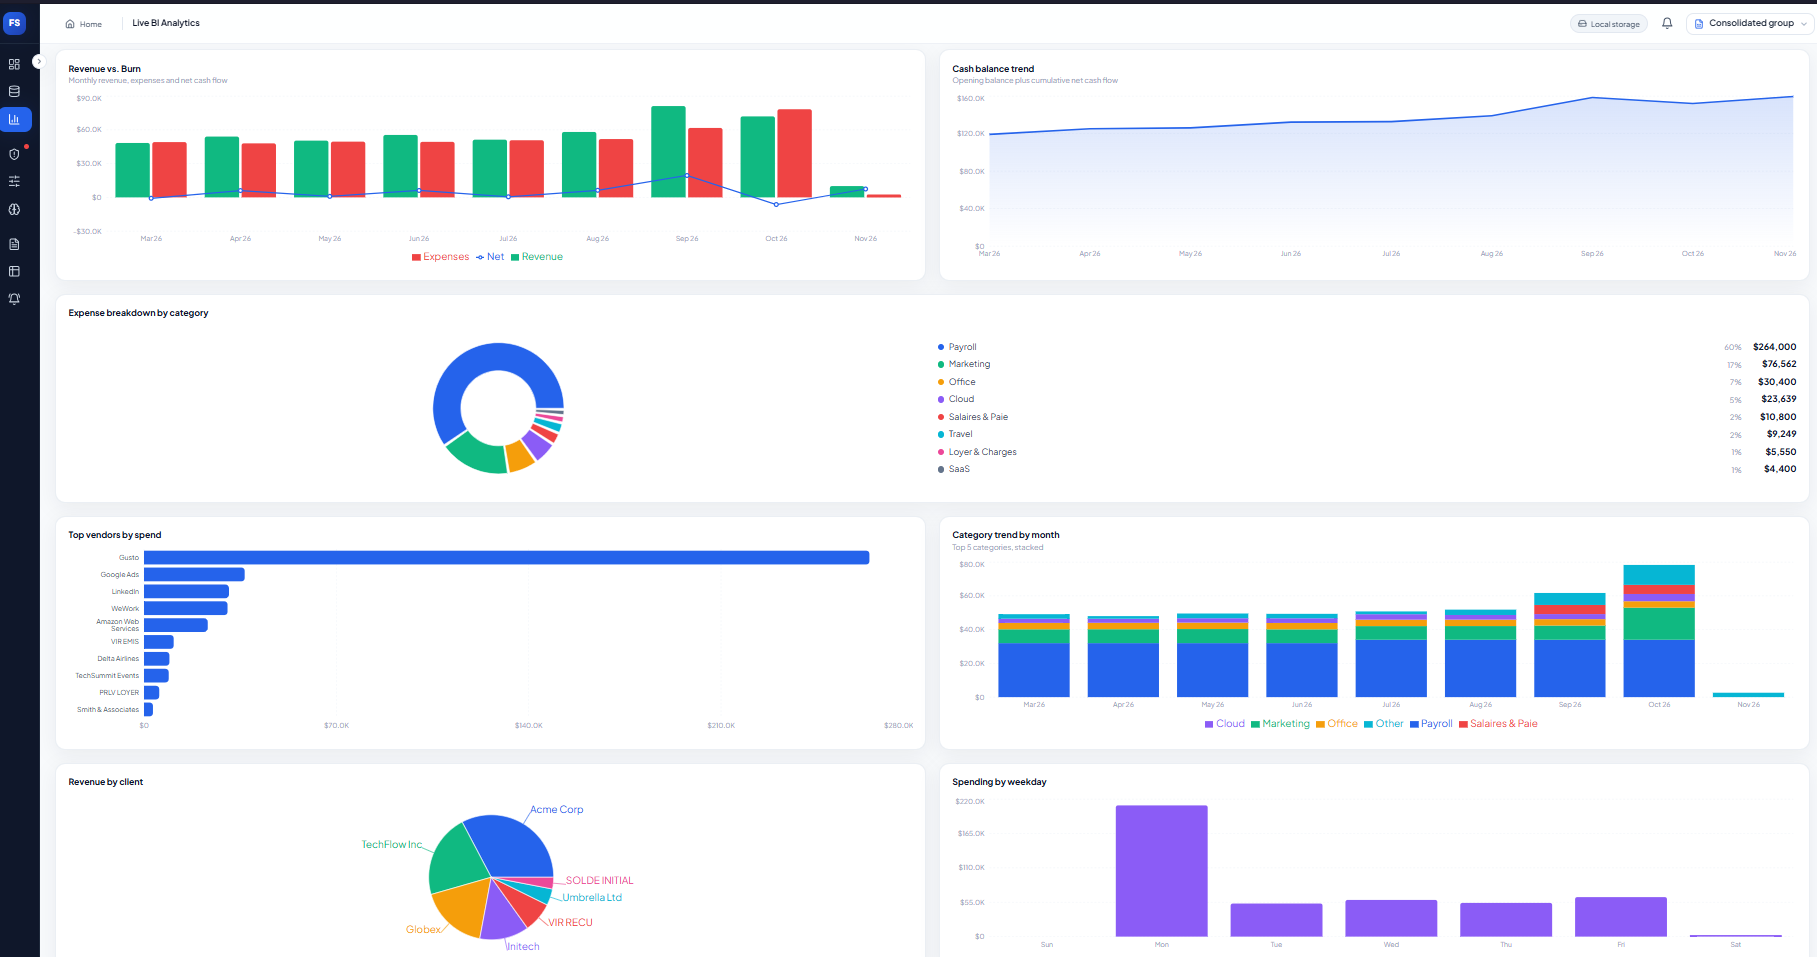 FS
Home
Live BI Analytics
Local storage
Consolidated group
Revenue vs. Burn
Monthly revenue, expenses and net cash flow
$90.0K
$60.0K
$30.0K
$0
-$30.0K
Mar 26 Apr 26 May 26 Jun 26 Jul 26 Aug 26 Sep 26 Oct 26 Nov 26
Expenses Net Revenue
Cash balance trend
Opening balance plus cumulative net cash flow
$160.0K
$120.0K
$80.0K
$40.0K
$0
Mar 26 Apr 26 May 26 Jun 26 Jul 26 Aug 26 Sep 26 Oct 26 Nov 26
Expense breakdown by category
Payroll 60% $264,000
Marketing 17% $76,562
Office 7% $30,400
Cloud 5% $23,639
Salaires & Paie 2% $10,800
Travel 2% $9,249
Loyer & Charges 1% $5,550
SaaS 1% $4,400
Top vendors by spend
Gusto
Google Ads
LinkedIn
WeWork
Amazon Web
Services
VIR EMIS
Delta Airlines
TechSummit Events
PRLV LOYER
Smith & Associates
$0 $70.0K $140.0K $210.0K $280.0K
Category trend by month
Top 5 categories, stacked
$80.0K
$60.0K
$40.0K
$20.0K
$0
Mar 26 Apr 26 May 26 Jun 26 Jul 26 Aug 26 Sep 26 Oct 26 Nov 26
Cloud Marketing Office Other Payroll Salaires & Paie
Revenue by client
Acme Corp
TechFlow Inc
SOLDE INITIAL
Umbrella Ltd
VIR RECU
Globex
Initech
Spending by weekday
$220.0K
$165.0K
$110.0K
$55.0K
$0
Sun Mon Tue Wed Thu Fri Sat